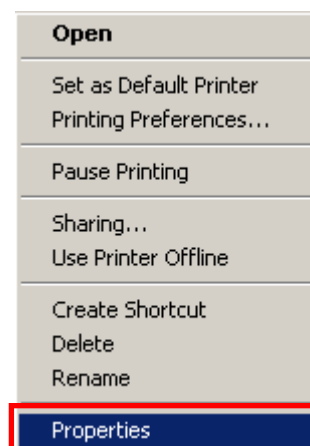 Open
Set as Default Printer
Printing Preferences...
Pause Printing
Sharing...
Use Printer Offline
Create Shortcut
Delete
Rename
Properties